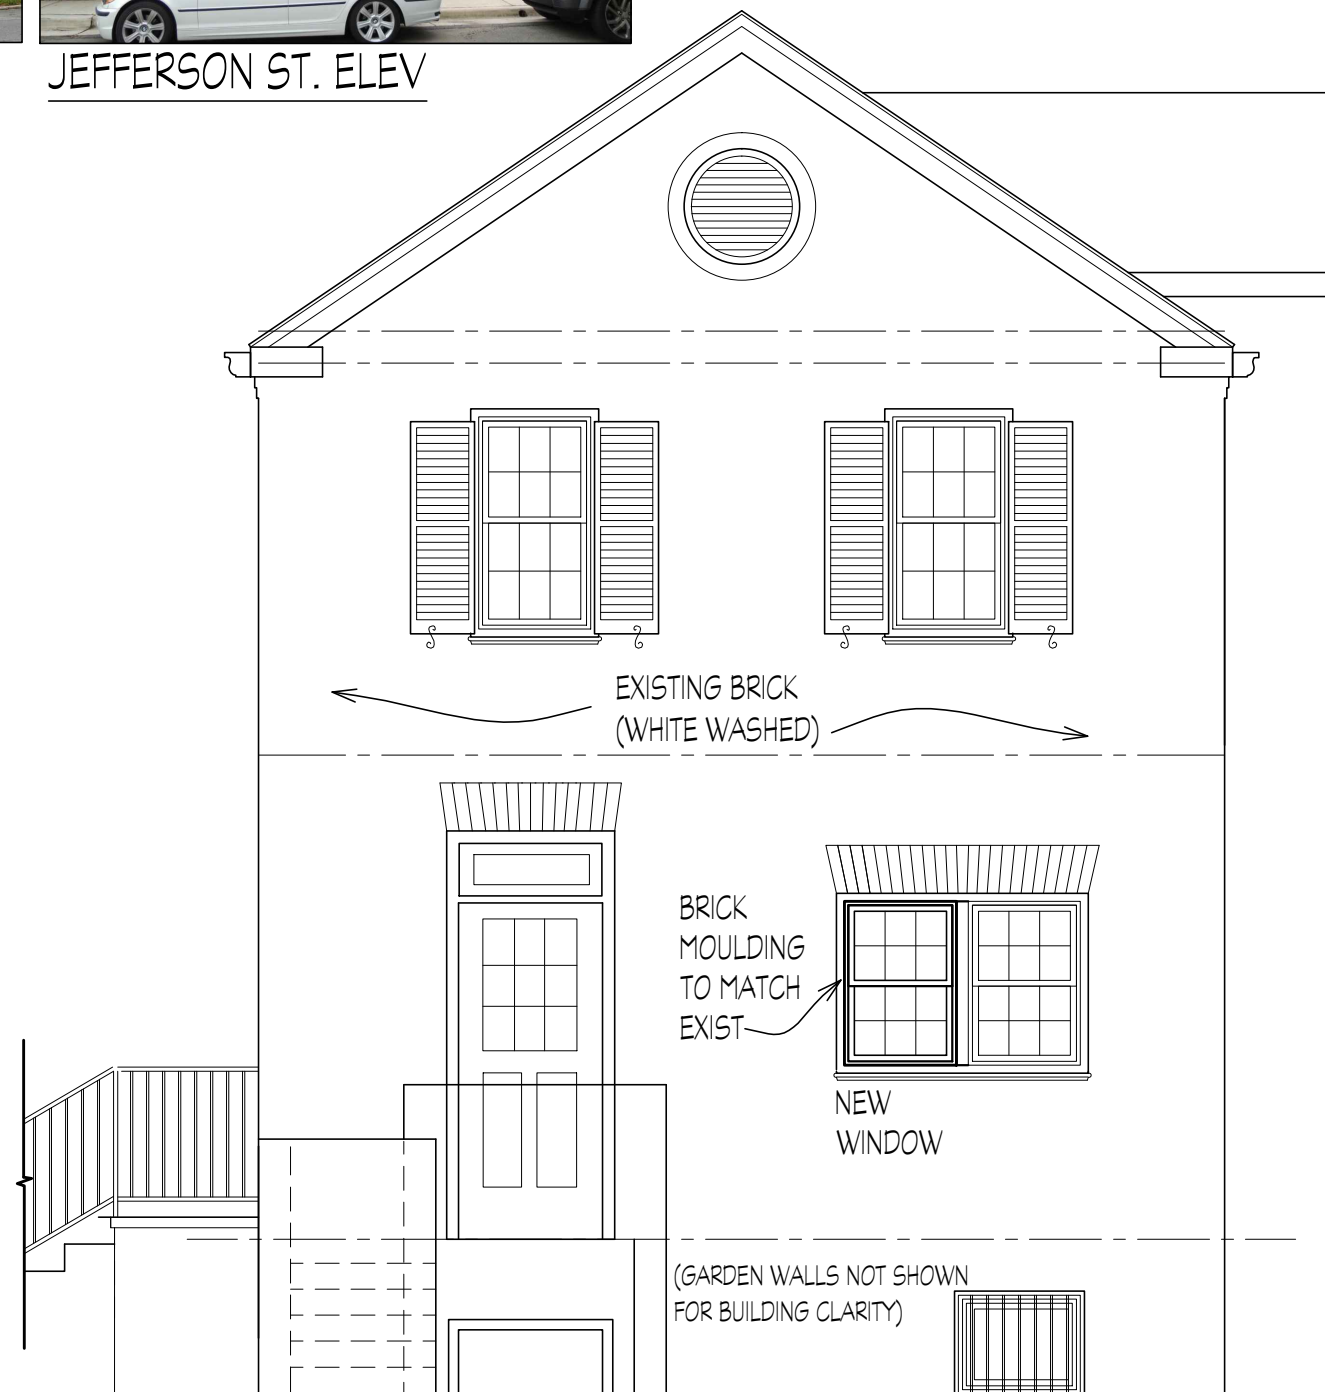 JEFFERSON ST. ELEV
EXISTING BRICK
(WHITE WASHED)
BRICK
MOULDING
TO MATCH
EXIST
NEW
WINDOW
(GARDEN WALLS NOT SHOWN
FOR BUILDING CLARITY)